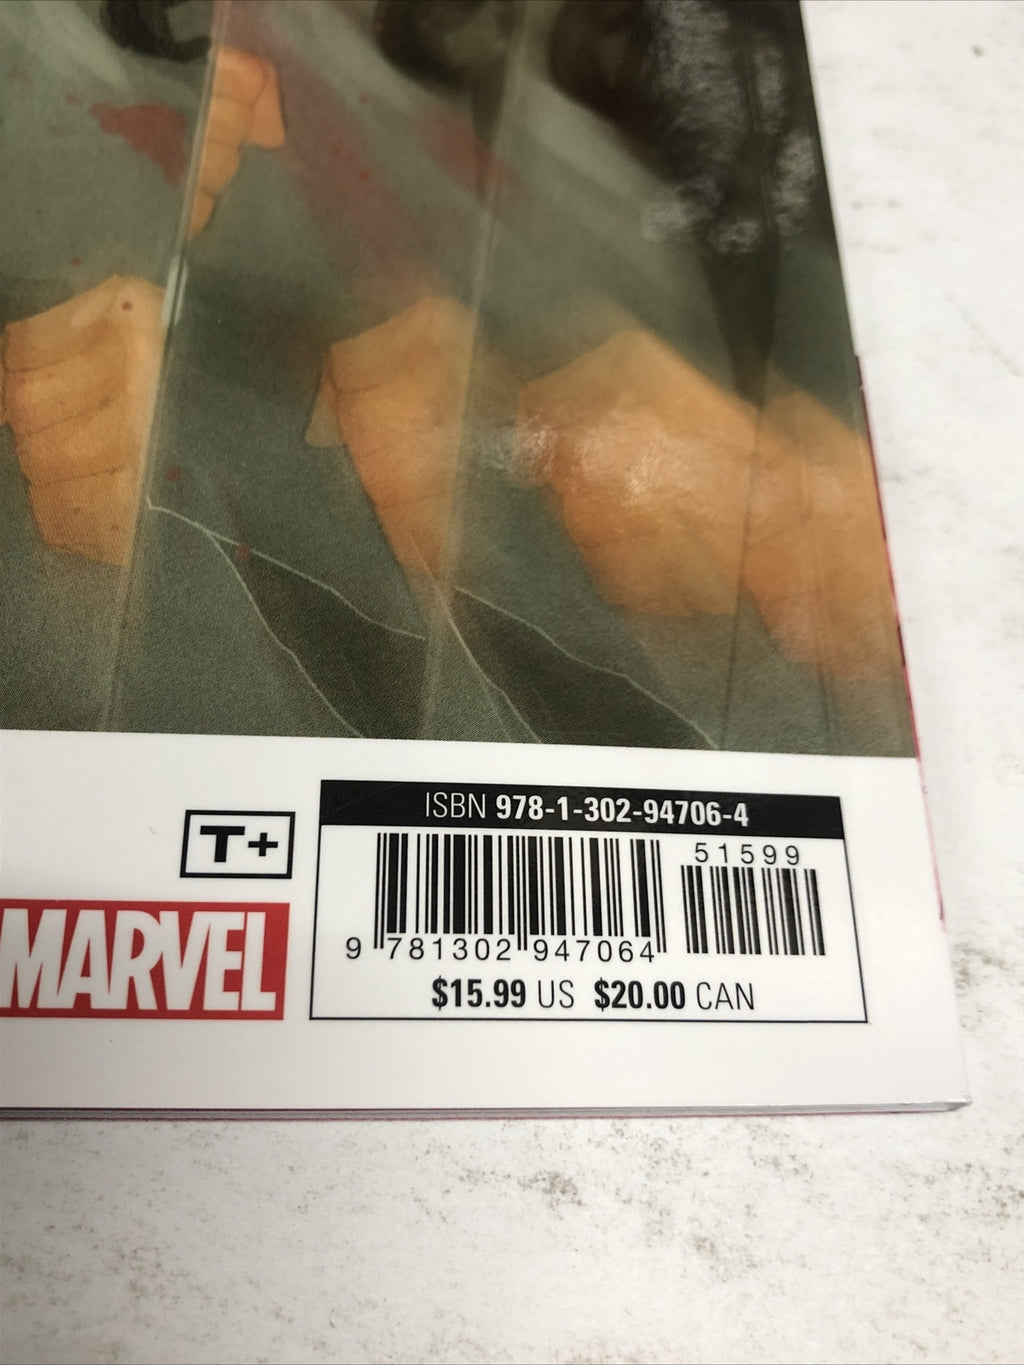 ISBN 978-1-302-94706-4
T+
51599
9 781302 947064
MARVEL
$15.99 US $20.00 CAN